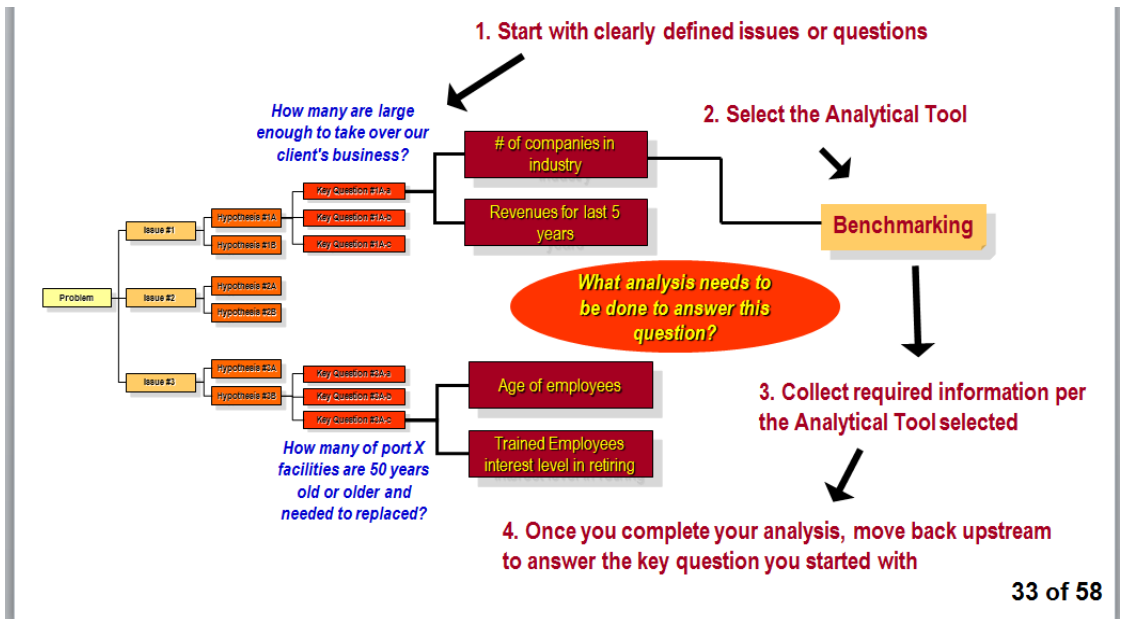 1. Start with clearly defined issues or questions
How many are large
enough to take over our
client's business?
2. Select the Analytical Tool
# of companies in
industry
Revenues for last 5
years
Benchmarking
Key Question #1A-a
Key Question #1A-b
Key Question #1A-c
Hypothesis #1A
Hypothesis #1B
Issue #1
What analysis needs to
be done to answer this
question?
Hypothesis #2A
Hypothesis #2B
Issue #2
Problem
Hypothesis #3A
Hypothesis #3B
Issue #3
Key Question #3A-a
Key Question #3A-b
Key Question #3A-c
Age of employees
Trained Employees
interest level in retiring
How many of port X
facilities are 50 years
old or older and
needed to replaced?
3. Collect required information per
the Analytical Tool selected
4. Once you complete your analysis, move back upstream
to answer the key question you started with
33 of 58